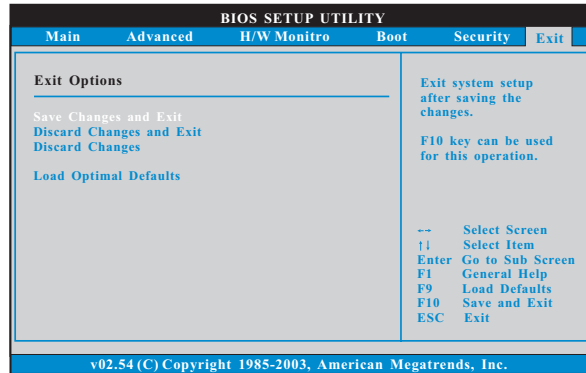 BIOS SETUP UTILITY
Main Advanced H/W Monitro Boot Security Exit
Exit Options
Save Changes and Exit
Discard Changes and Exit
Discard Changes
Load Optimal Defaults
Exit system setup
after saving the
changes.
F10 key can be used
for this operation.
←→ Select Screen
↑↓ Select Item
Enter Go to Sub Screen
F1 General Help
F9 Load Defaults
F10 Save and Exit
ESC Exit
v02.54 (C) Copyright 1985-2003, American Megatrends, Inc.